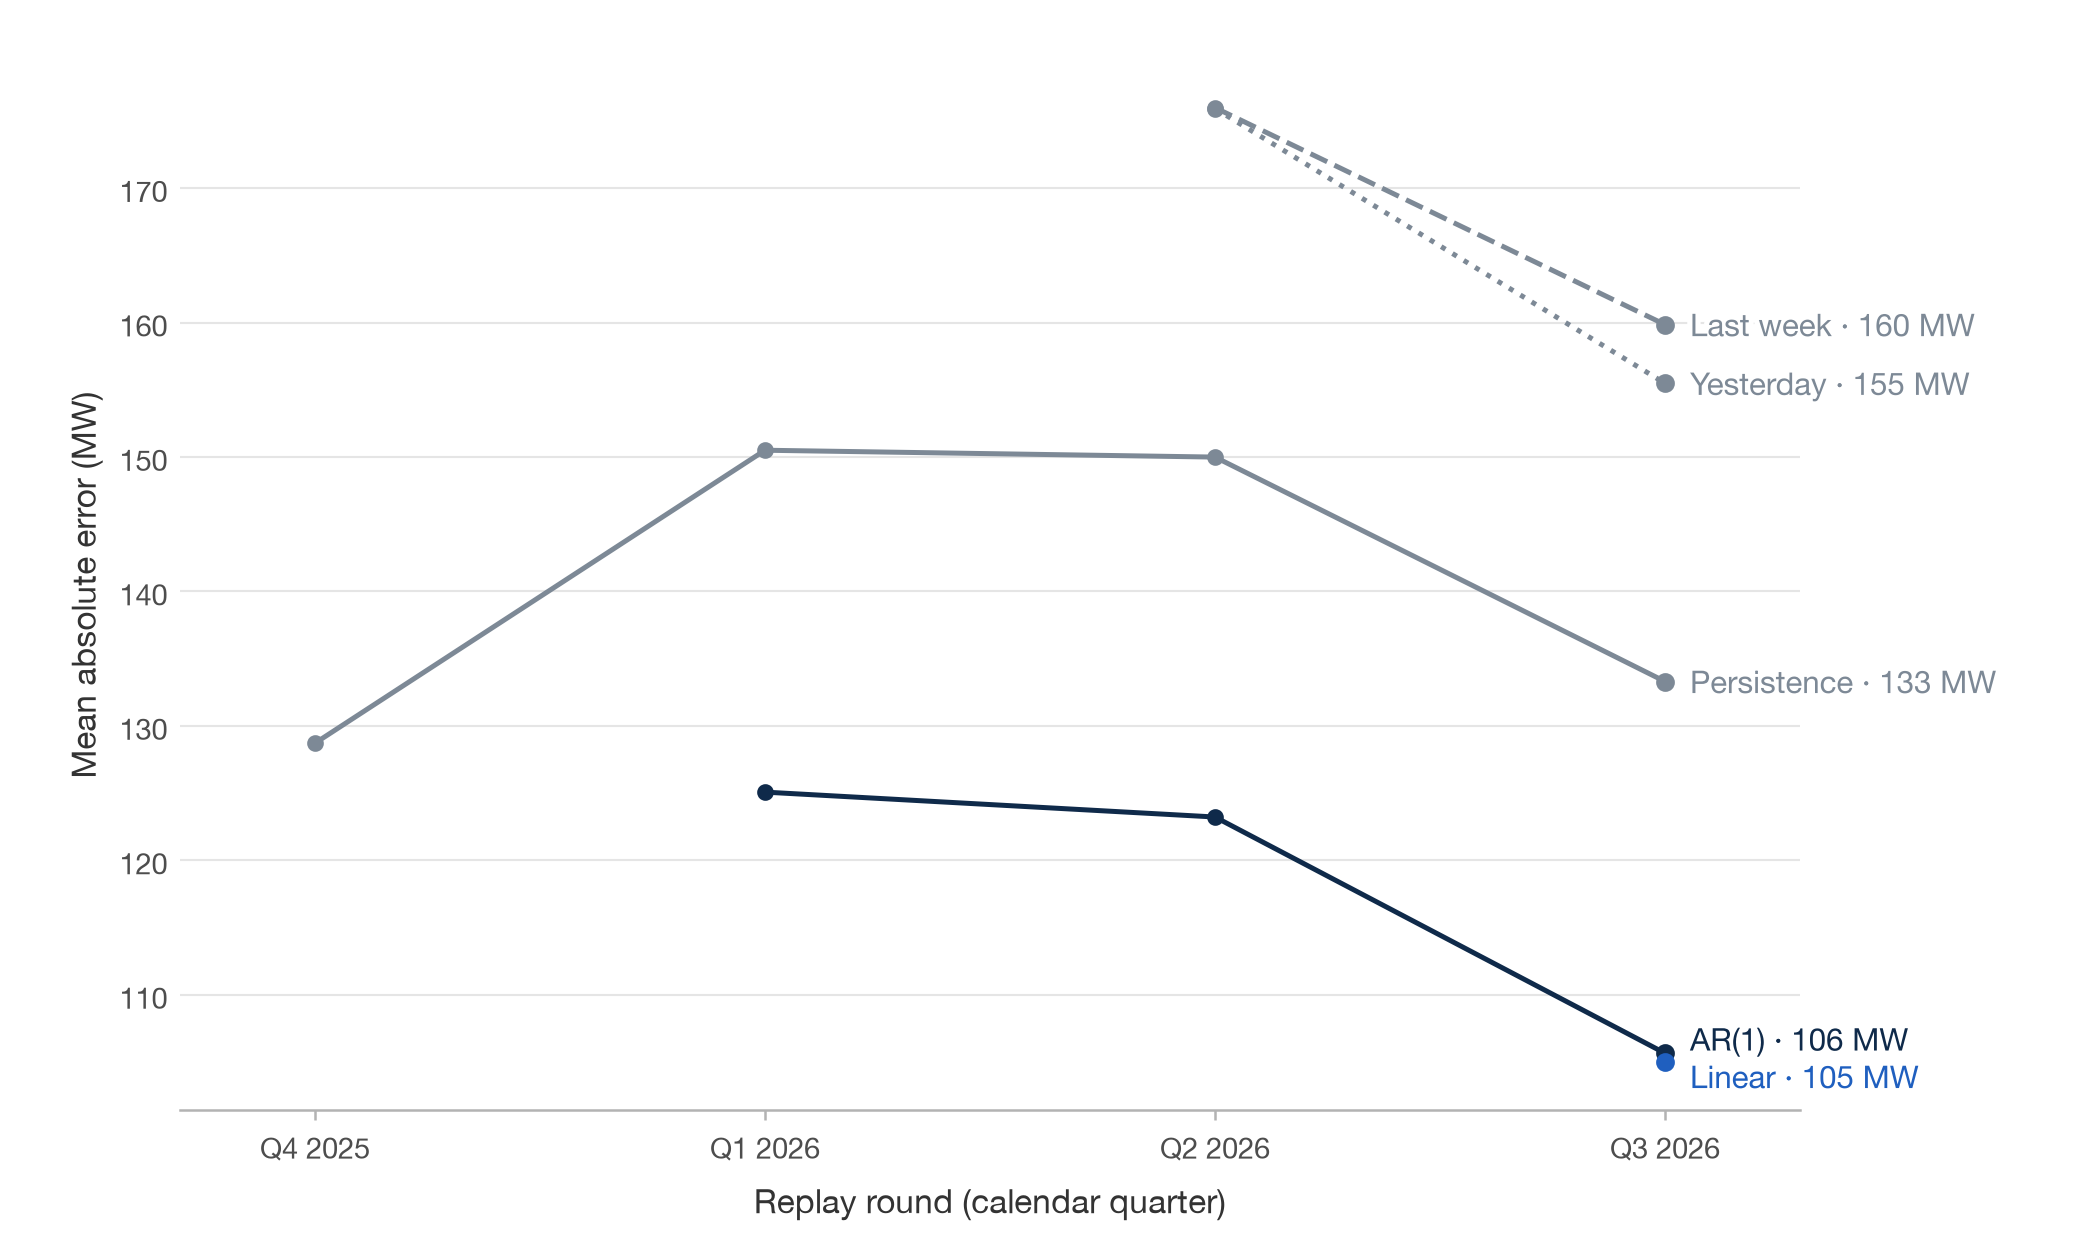 170
160
150
140
130
120
110
Mean absolute error (MW)
Last week · 160 MW
Yesterday · 155 MW
Persistence · 133 MW
AR(1) · 106 MW
Linear · 105 MW
Q4 2025
Q1 2026
Q2 2026
Q3 2026
Replay round (calendar quarter)